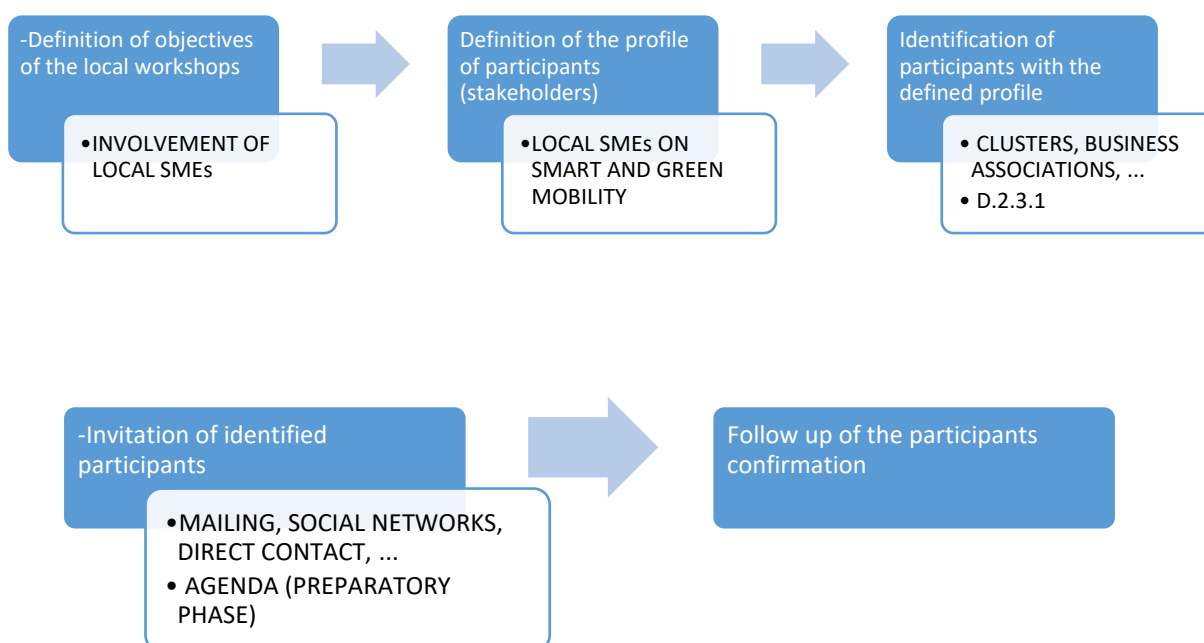 -Definition of objectives
of the local workshops
•INVOLVEMENT OF
LOCAL SMEs
Definition of the profile
of participants
(stakeholders)
•LOCAL SMEs ON
SMART AND GREEN
MOBILITY
Identification of
participants with the
defined profile
• CLUSTERS, BUSINESS
ASSOCIATIONS, ...
• D.2.3.1
-Invitation of identified
participants
•MAILING, SOCIAL NETWORKS,
DIRECT CONTACT, ...
• AGENDA (PREPARATORY
PHASE)
Follow up of the participants
confirmation